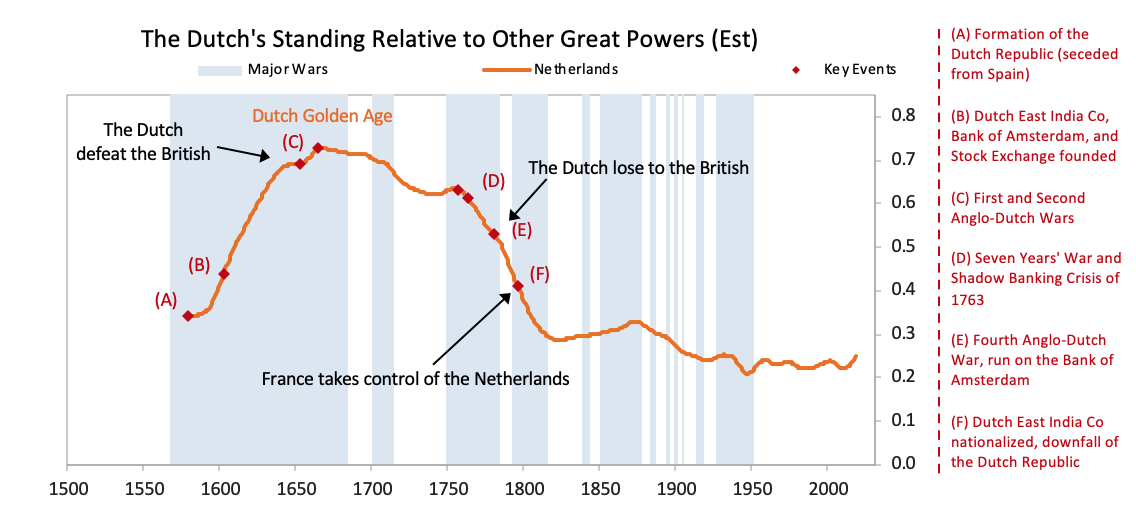 The Dutch's Standing Relative to Other Great Powers (Est)
Major Wars
Netherlands
Key Events
Dutch Golden Age
The Dutch
defeat the British
(C)
The Dutch lose to the British
(D)
(E)
(B)
(F)
(A)
France takes control of the Netherlands
0.8
0.7
0.6
0.5
0.4
0.3
0.2
0.1
0.0
1500 1550 1600 1650 1700 1750 1800 1850 1900 1950 2000
(A) Formation of the
Dutch Republic (seceded
from Spain)
(B) Dutch East India Co,
Bank of Amsterdam, and
Stock Exchange founded
(C) First and Second
Anglo-Dutch Wars
(D) Seven Years' War and
Shadow Banking Crisis of
1763
(E) Fourth Anglo-Dutch
War, run on the Bank of
Amsterdam
(F) Dutch East India Co
nationalized, downfall of
the Dutch Republic